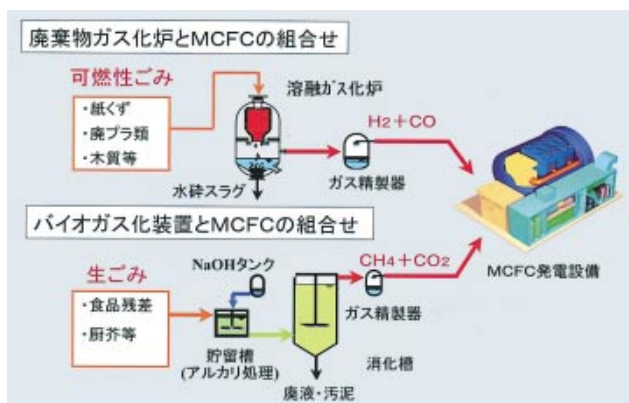 廃棄物ガス化炉とMCFCの組合せ
可燃性ごみ
・紙くず
・廃プラ類
・木質等
溶融ガス化炉
水砕スラグ
H2+CO
ガス精製器
バイオガス化装置とMCFCの組合せ
生ごみ
・食品残差
・厨芥等
NaOHタンク
貯留槽
(アルカリ処理)
CH4+CO2
ガス精製器
消化槽
廃液・汚泥
MCFC発電設備